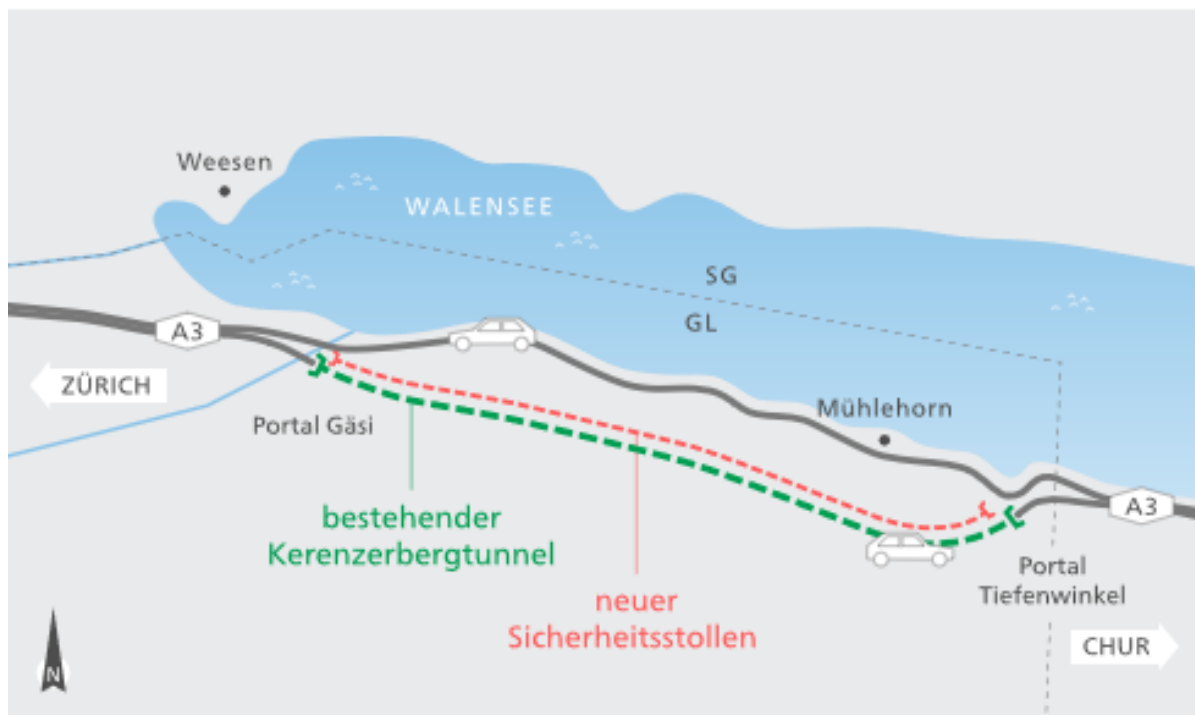 Weesen
WALENSEE
SG
GL
A3
ZÜRICH
Portal Gäsi
Mühlehorn
bestehender
Kerenzerbergtunnel
A3
neuer
Sicherheitsstollen
Portal
Tiefenwinkel
CHUR
N